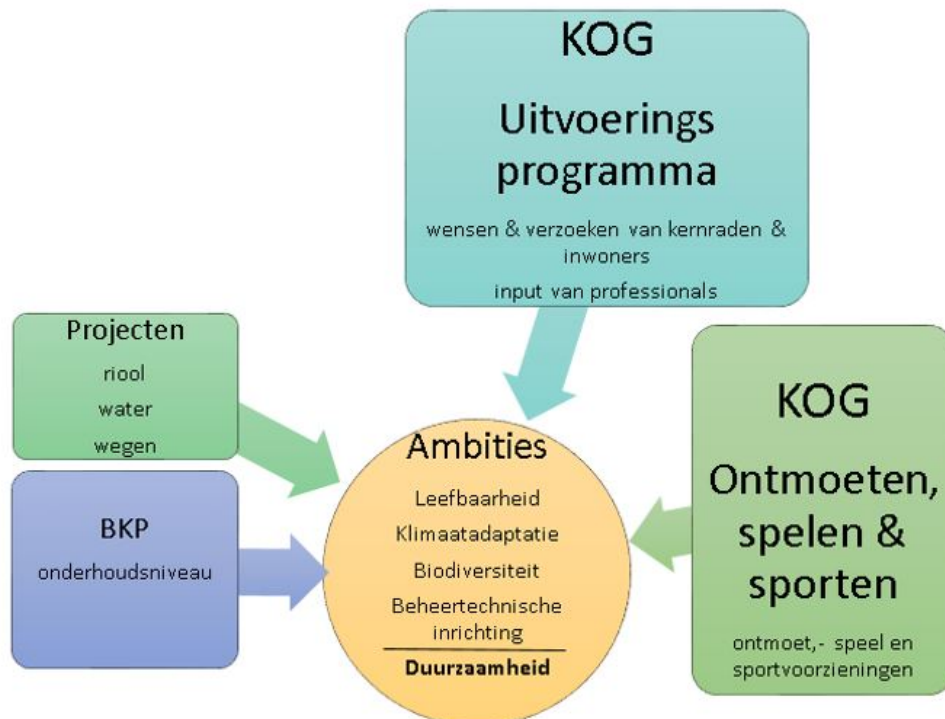 KOG
Uitvoerings
programma
wensen & verzoeken van kernraden &
inwoners
input van professionals
Projecten
riool
water
wegen
BKP
onderhoudsniveau
Ambities
Leefbaarheid
Klimaatadaptatie
Biodiversiteit
Beheertechnische
inrichting
Duurzaamheid
KOG
Ontmoeten,
spelen &
sporten
ontmoet,- speel en
sportvoorzieningen